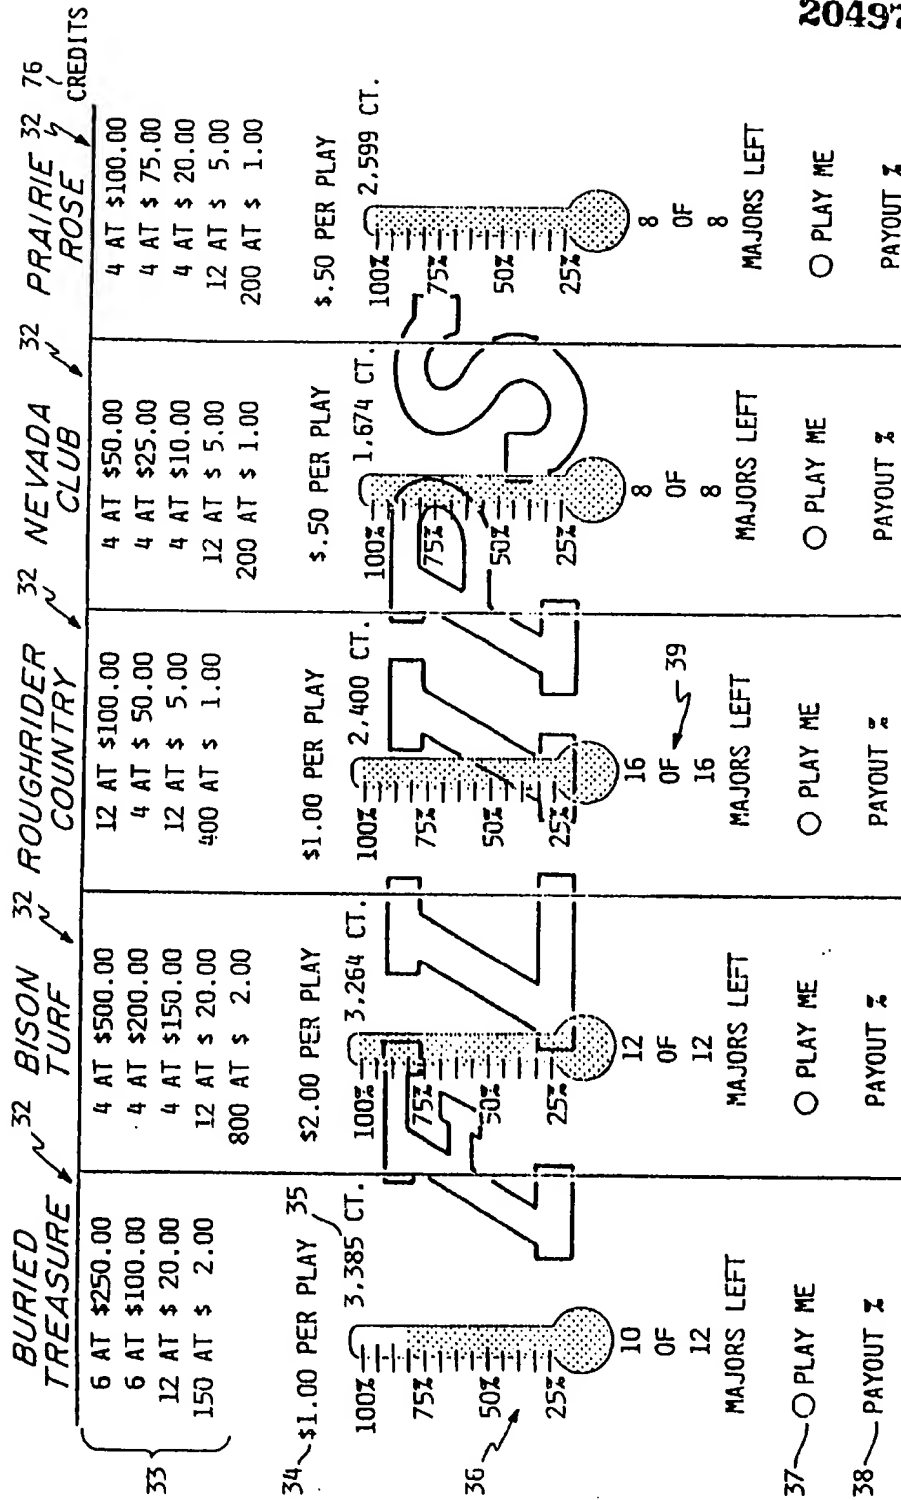 20497
BURIED
TREASURE
32
6 AT $250.00
6 AT $100.00
12 AT $ 20.00
150 AT $ 2.00
33
34
$1.00 PER PLAY
35
3,385 CT.
100%
75%
50%
25%
36
10
OF
12
MAJORS LEFT
37
PLAY ME
38
PAYOUT %
BISON
TURF
32
4 AT $500.00
4 AT $200.00
4 AT $150.00
12 AT $ 20.00
800 AT $ 2.00
$2.00 PER PLAY
3,264 CT.
100%
75%
50%
25%
12
OF
12
MAJORS LEFT
PLAY ME
PAYOUT %
ROUGHRIDER
COUNTRY
32
12 AT $100.00
4 AT $ 50.00
12 AT $ 5.00
400 AT $ 1.00
$1.00 PER PLAY
2,400 CT.
100%
75%
50%
25%
16
OF
16
39
MAJORS LEFT
PLAY ME
PAYOUT %
NEVADA
CLUB
32
4 AT $50.00
4 AT $25.00
4 AT $10.00
12 AT $ 5.00
200 AT $ 1.00
$.50 PER PLAY
1,674 CT.
100%
75%
50%
25%
8
OF
8
MAJORS LEFT
PLAY ME
PAYOUT %
PRAIRIE
ROSE
32
76
CREDITS
4 AT $100.00
4 AT $ 75.00
4 AT $ 20.00
12 AT $ 5.00
200 AT $ 1.00
$.50 PER PLAY
2,599 CT.
100%
75%
50%
25%
8
OF
8
MAJORS LEFT
PLAY ME
PAYOUT %